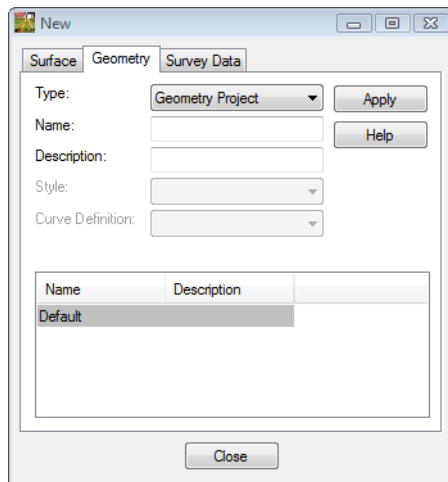 New
Surface Geometry Survey Data
Type: Geometry Project Apply
Name: Help
Description:
Style:
Curve Definition:
Name Description
Default
Close